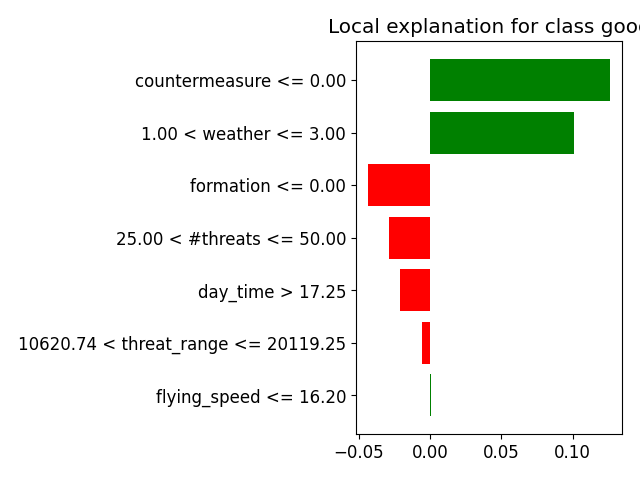 Local explanation for class good
countermeasure <= 0.00
1.00 < weather <= 3.00
formation <= 0.00
25.00 < #threats <= 50.00
day_time > 17.25
10620.74 < threat_range <= 20119.25
flying_speed <= 16.20
−0.05 0.00 0.05 0.10